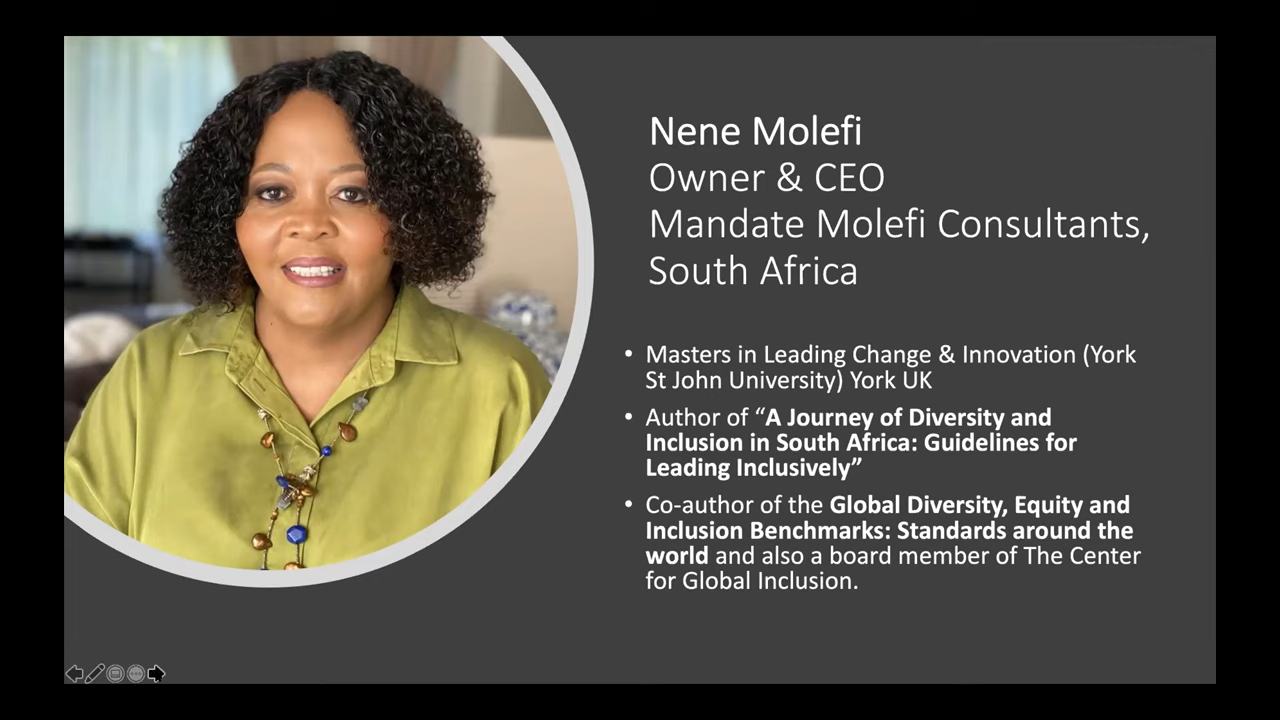 Nene Molefi
Owner & CEO
Mandate Molefi Consultants,
South Africa
• Masters in Leading Change & Innovation (York
St John University) York UK
• Author of “A Journey of Diversity and
Inclusion in South Africa: Guidelines for
Leading Inclusively”
• Co-author of the Global Diversity, Equity and
Inclusion Benchmarks: Standards around the
world and also a board member of The Center
for Global Inclusion.